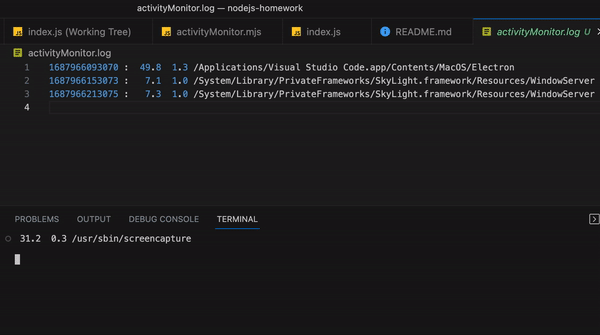 activityMonitor.log — nodejs-homework
JS index.js (Working Tree) JS activityMonitor.mjs JS index.js README.md activityMonitor.log U
activityMonitor.log
1 1687966093070 : 49.8 1.3 /Applications/Visual Studio Code.app/Contents/MacOS/Electron
2 1687966153073 : 7.1 1.0 /System/Library/PrivateFrameworks/SkyLight.framework/Resources/WindowServer
3 1687966213075 : 7.3 1.0 /System/Library/PrivateFrameworks/SkyLight.framework/Resources/WindowServer
4
PROBLEMS OUTPUT DEBUG CONSOLE TERMINAL
31.2 0.3 /usr/sbin/screencapture